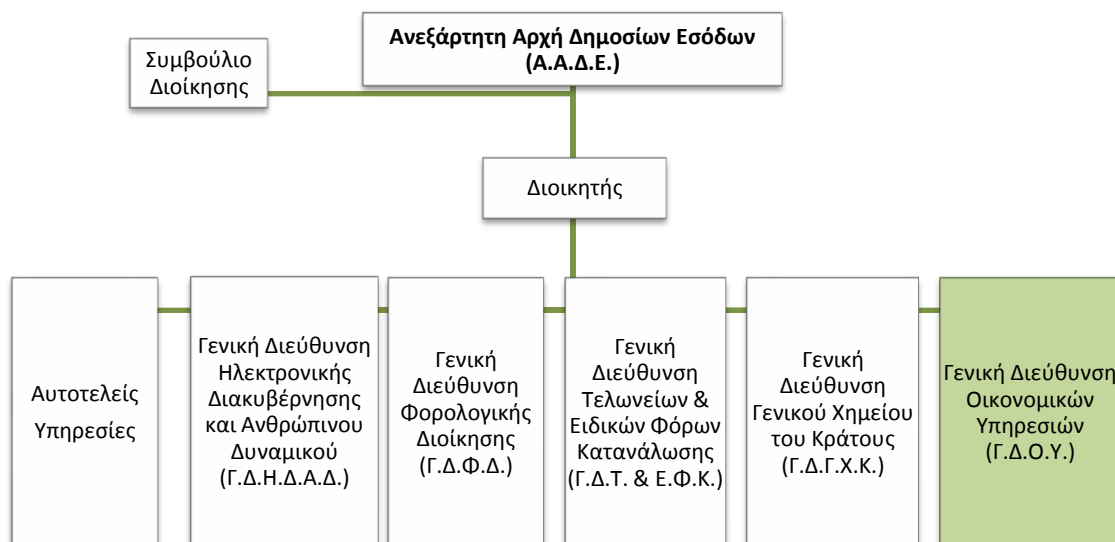 Ανεξάρτητη Αρχή Δημοσίων Εσόδων
(Α.Α.Δ.Ε.)
Συμβούλιο
Διοίκησης
Διοικητής
Αυτοτελείς
Υπηρεσίες
Γενική Διεύθυνση
Ηλεκτρονικής
Διακυβέρνησης
και Ανθρώπινου
Δυναμικού
(Γ.Δ.Η.Δ.Α.Δ.)
Γενική
Διεύθυνση
Φορολογικής
Διοίκησης
(Γ.Δ.Φ.Δ.)
Γενική
Διεύθυνση
Τελωνείων &
Ειδικών Φόρων
Κατανάλωσης
(Γ.Δ.Τ. & Ε.Φ.Κ.)
Γενική
Διεύθυνση
Γενικού Χημείου
του Κράτους
(Γ.Δ.Γ.Χ.Κ.)
Γενική Διεύθυνση
Οικονομικών
Υπηρεσιών
(Γ.Δ.Ο.Υ.)